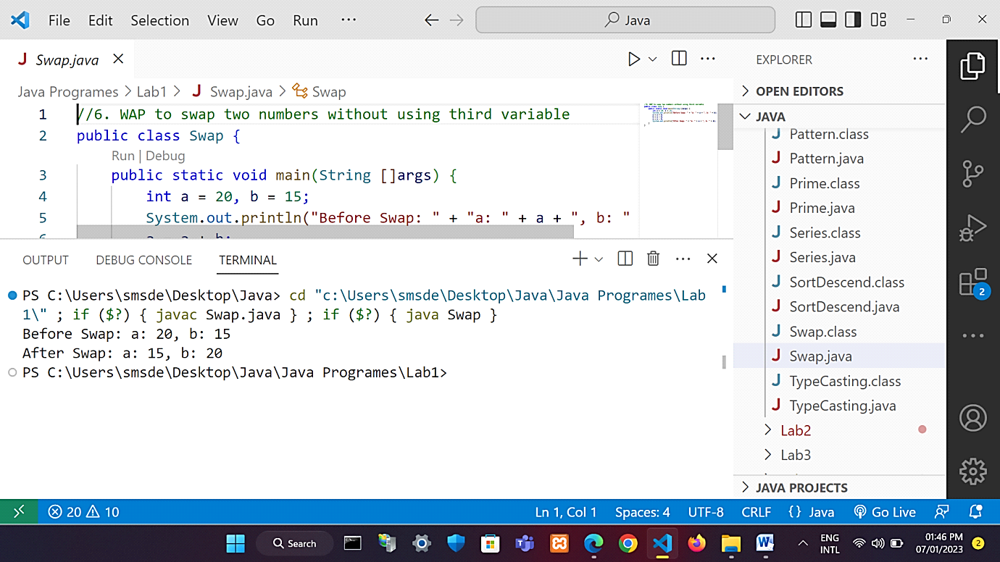 File Edit Selection View Go Run ··· Java
Swap.java
Java Programes > Lab1 > Swap.java > Swap
1 //6. WAP to swap two numbers without using third variable
2 public class Swap {
Run | Debug
3 public static void main(String []args) {
4 int a = 20, b = 15;
5 System.out.println("Before Swap: " + "a: " + a + ", b: "
OUTPUT DEBUG CONSOLE TERMINAL
PS C:\Users\smsde\Desktop\Java> cd "c:\Users\smsde\Desktop\Java\Java Programes\Lab
1\" ; if ($?) { javac Swap.java } ; if ($?) { java Swap }
Before Swap: a: 20, b: 15
After Swap: a: 15, b: 20
PS C:\Users\smsde\Desktop\Java\Java Programes\Lab1>
EXPLORER
OPEN EDITORS
JAVA
Pattern.class
Pattern.java
Prime.class
Prime.java
Series.class
Series.java
SortDescend.class
SortDescend.java
Swap.class
Swap.java
TypeCasting.class
TypeCasting.java
Lab2
Lab3
JAVA PROJECTS
2
20 10 Ln 1, Col 1 Spaces: 4 UTF-8 CRLF {} Java Go Live
Search ENG INTL 01:46 PM 07/01/2023 2